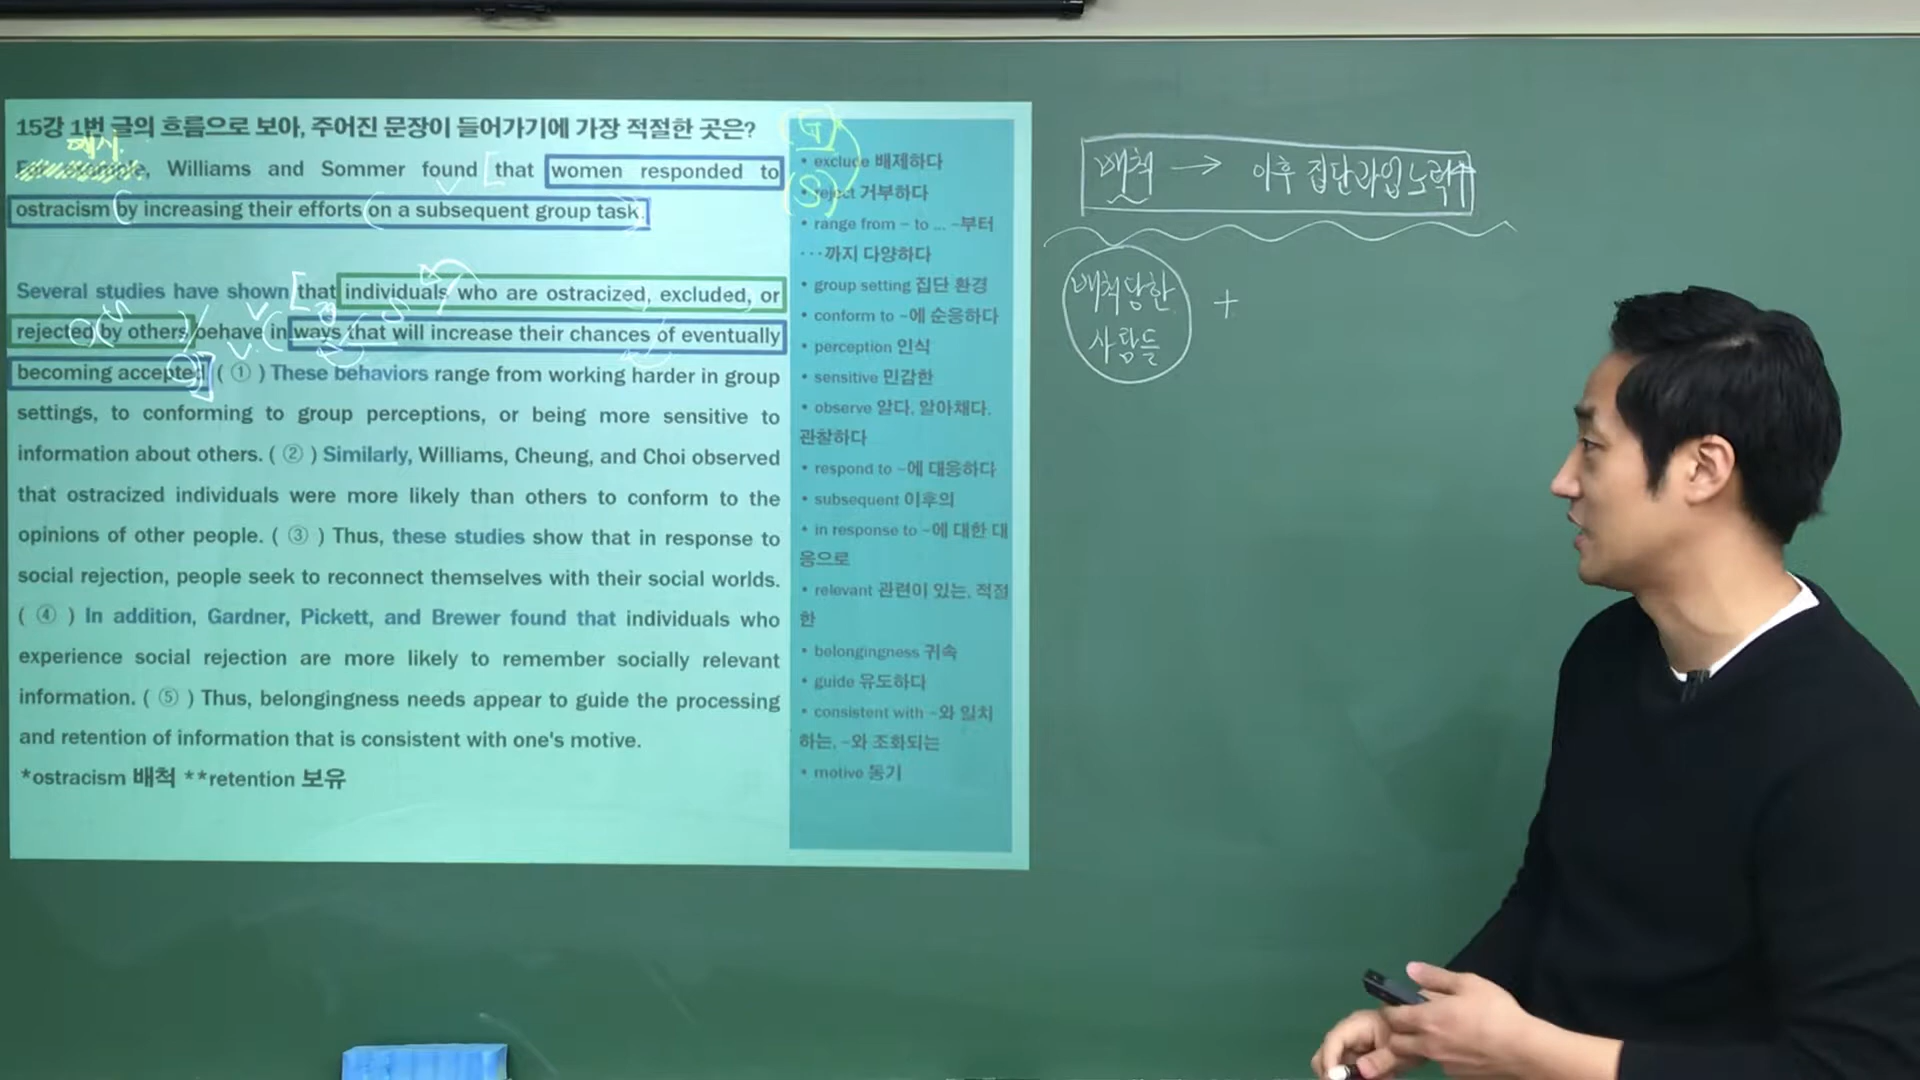 15강 1번 글의 흐름으로 보아, 주어진 문장이 들어가기에 가장 적절한 곳은?
예시.
For example, Williams and Sommer found that women responded to
ostracism by increasing their efforts on a subsequent group task.
Several studies have shown that individuals who are ostracized, excluded, or
rejected by others behave in ways that will increase their chances of eventually
becoming accepted ( ① ) These behaviors range from working harder in group
settings, to conforming to group perceptions, or being more sensitive to
information about others. ( ② ) Similarly, Williams, Cheung, and Choi observed
that ostracized individuals were more likely than others to conform to the
opinions of other people. ( ③ ) Thus, these studies show that in response to
social rejection, people seek to reconnect themselves with their social worlds.
( ④ ) In addition, Gardner, Pickett, and Brewer found that individuals who
experience social rejection are more likely to remember socially relevant
information. ( ⑤ ) Thus, belongingness needs appear to guide the processing
and retention of information that is consistent with one's motive.
*ostracism 배척 **retention 보유
G
(S)
• exclude 배제하다
• reject 거부하다
• range from ~ to ... ~부터
···까지 다양하다
• group setting 집단 환경
• conform to ~에 순응하다
• perception 인식
• sensitive 민감한
• observe 알다, 알아채다,
관찰하다
• respond to ~에 대응하다
• subsequent 이후의
• in response to ~에 대한 대
응으로
• relevant 관련이 있는, 적절
한
• belongingness 귀속
• guide 유도하다
• consistent with ~와 일치
하는, ~와 조화되는
• motive 동기
배척 → 이후 집단과업 노력↑
배척당한 +
사람들